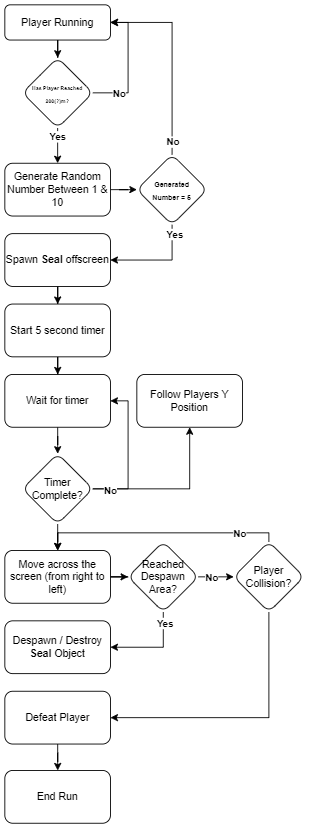 Player Running
Has Player Reached
200(?)m?
No
Yes
No
Generate Random
Number Between 1 &
10
Generated
Number = 5
Yes
Spawn Seal offscreen
Start 5 second timer
Wait for timer
Follow Players Y
Position
Timer
Complete?
No
No
Move across the
screen (from right to
left)
Reached
Despawn
Area?
No
Player
Collision?
Yes
Despawn / Destroy
Seal Object
Defeat Player
End Run